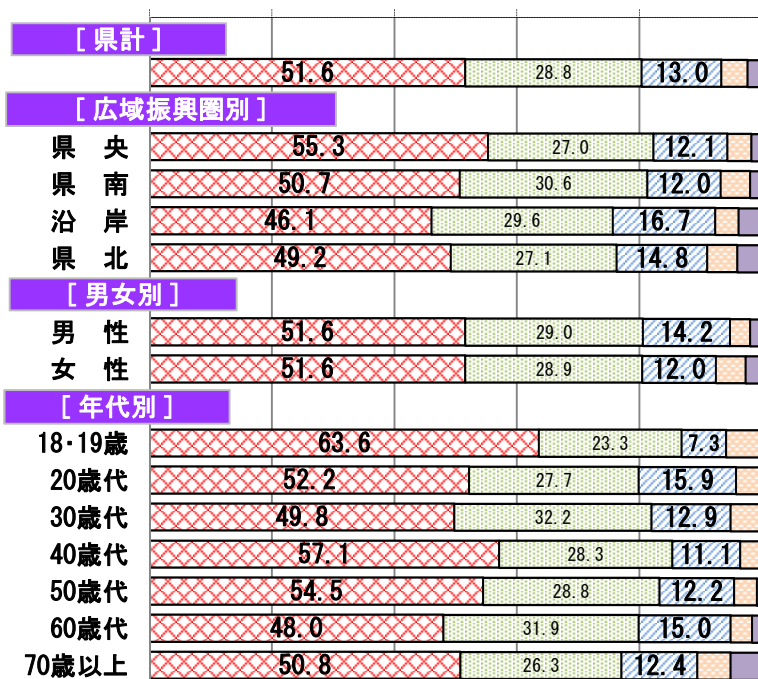 [ 県計 ]
51.6 28.8 13.0
[ 広域振興圏別 ]
県 央 55.3 27.0 12.1
県 南 50.7 30.6 12.0
沿 岸 46.1 29.6 16.7
県 北 49.2 27.1 14.8
[ 男女別 ]
男 性 51.6 29.0 14.2
女 性 51.6 28.9 12.0
[ 年代別 ]
18・19歳 63.6 23.3 7.3
20歳代 52.2 27.7 15.9
30歳代 49.8 32.2 12.9
40歳代 57.1 28.3 11.1
50歳代 54.5 28.8 12.2
60歳代 48.0 31.9 15.0
70歳以上 50.8 26.3 12.4